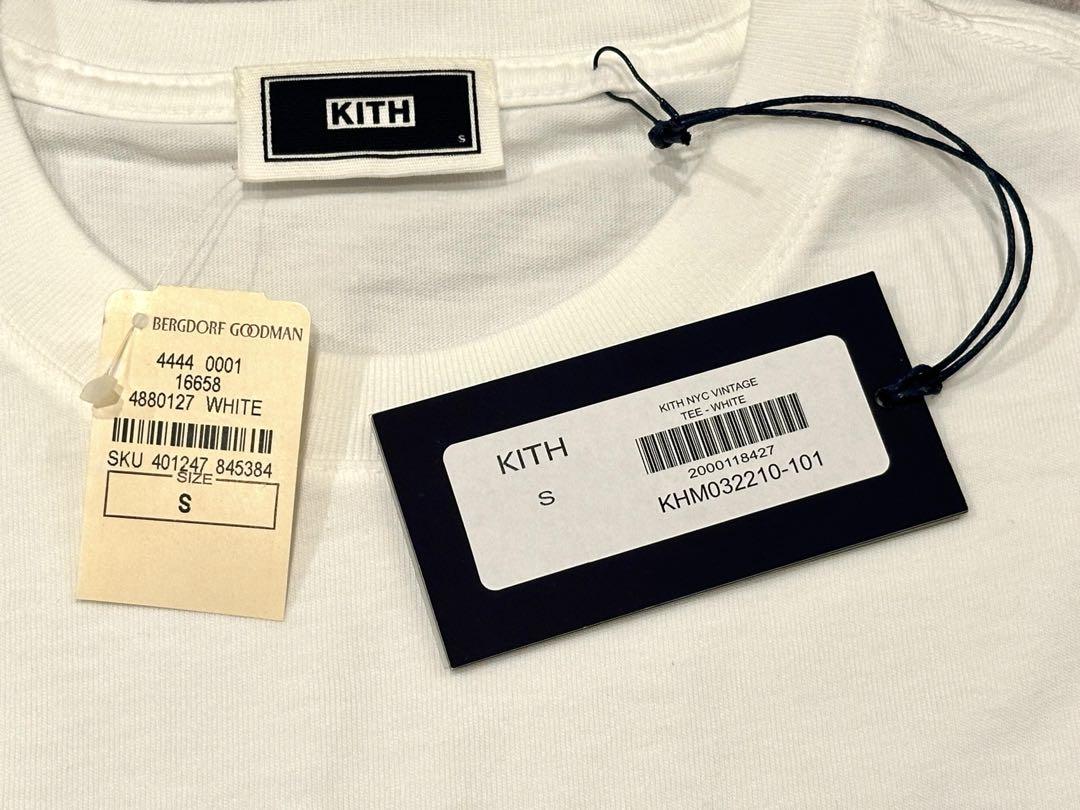 KITH
S
BERGDORF GOODMAN
4444 0001
16658
4880127 WHITE
SKU 401247 845384
SIZE
S
KITH
S
KITH NYC VINTAGE
TEE - WHITE
2000118427
KHM032210-101